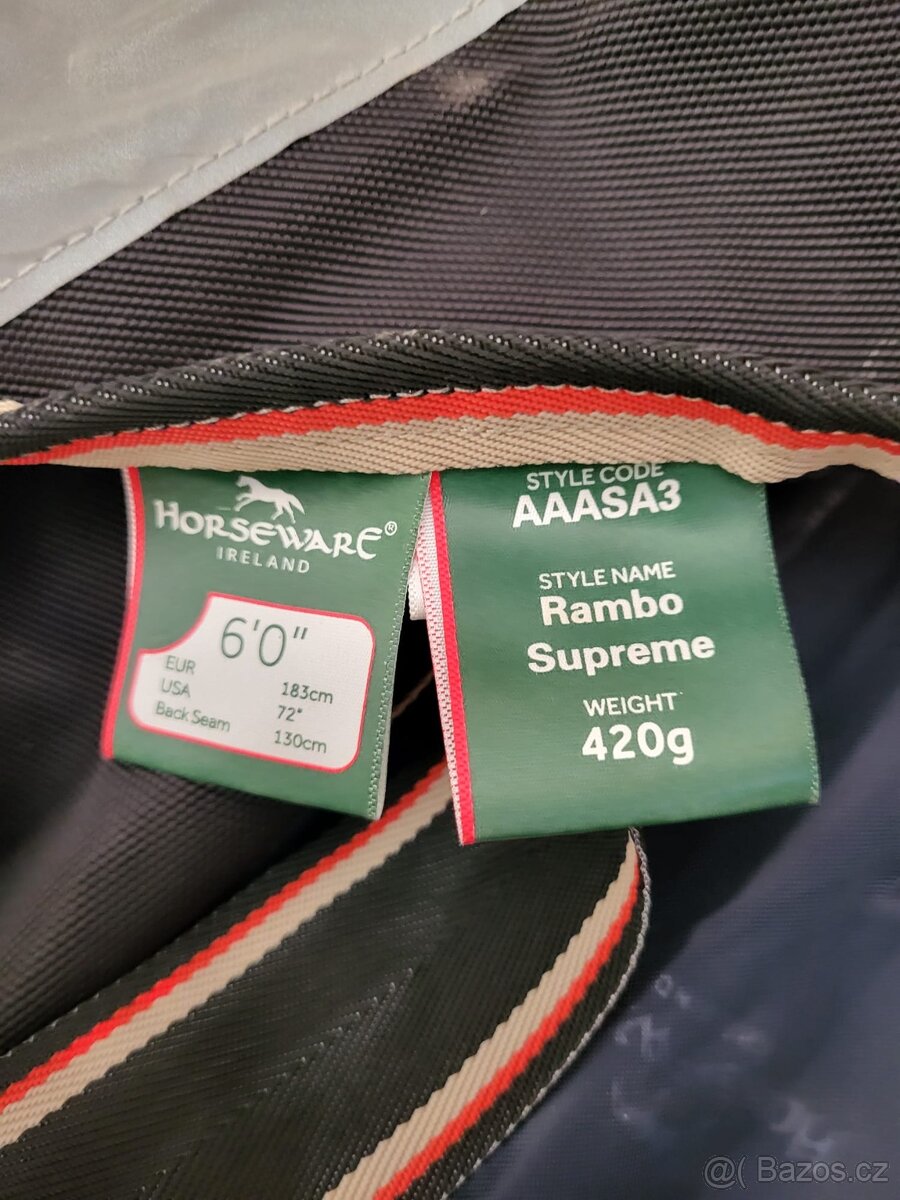 HORSEWARE®
IRELAND
6'0"
EUR 183cm
USA 72"
Back Seam 130cm
STYLE CODE
AAASA3
STYLE NAME
Rambo
Supreme
WEIGHT
420g
@( Bazos.cz